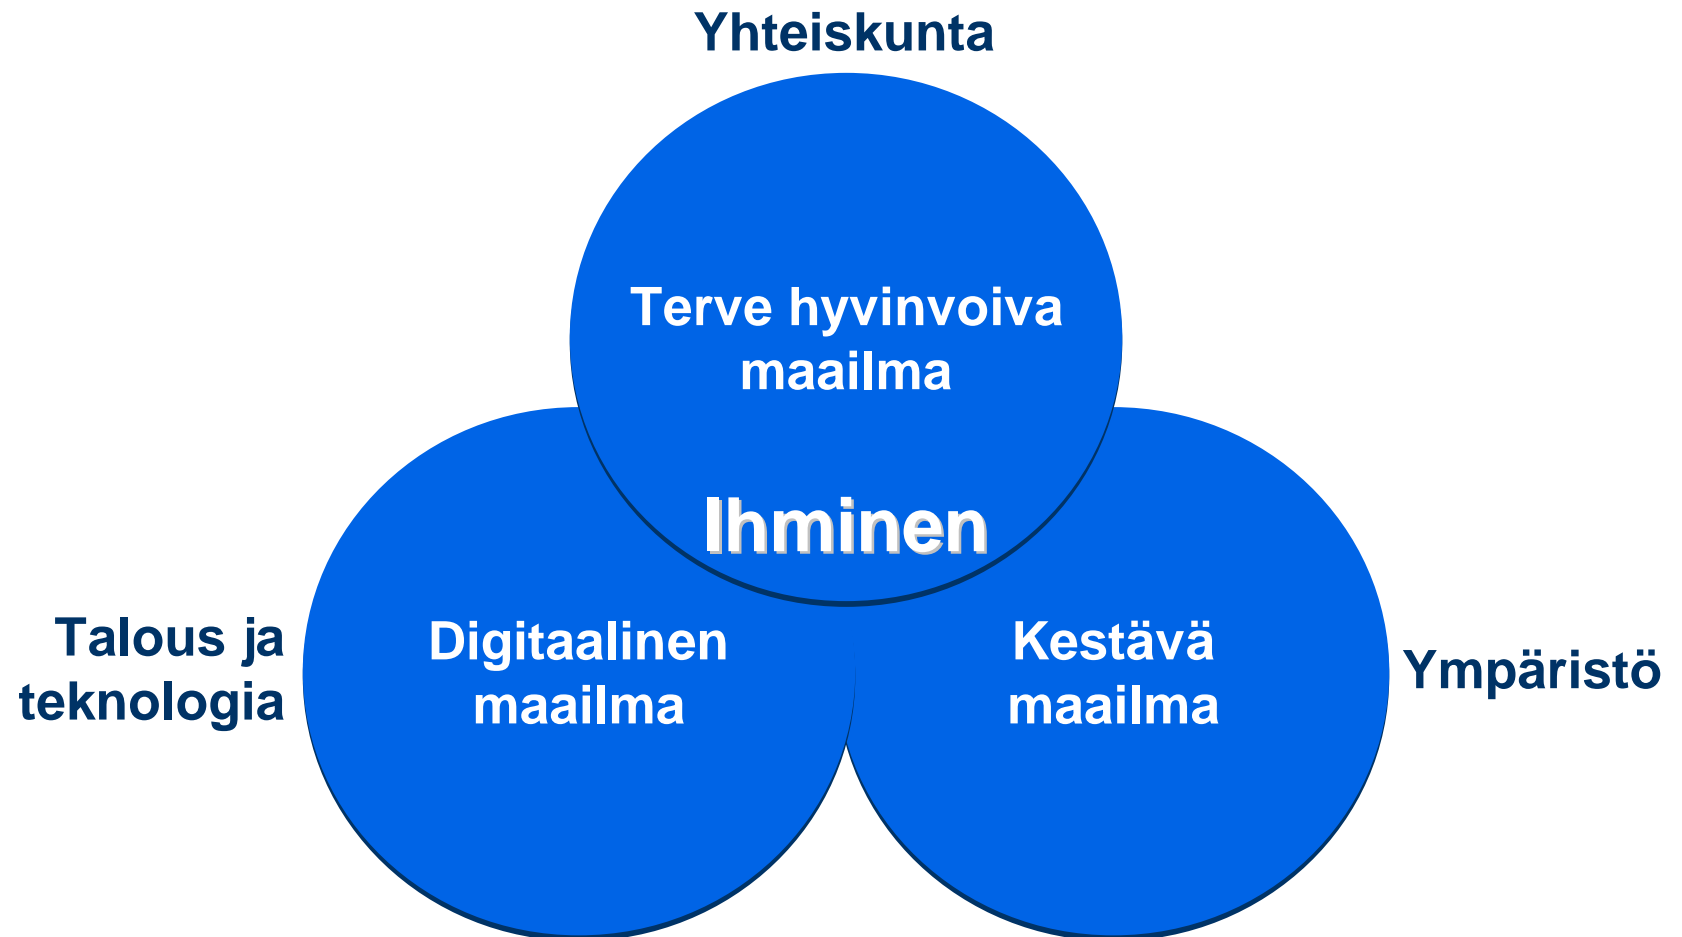 Yhteiskunta
Terve hyvinvoiva
maailma
Ihminen
Talous ja
teknologia
Digitaalinen
maailma
Kestävä
maailma
Ympäristö